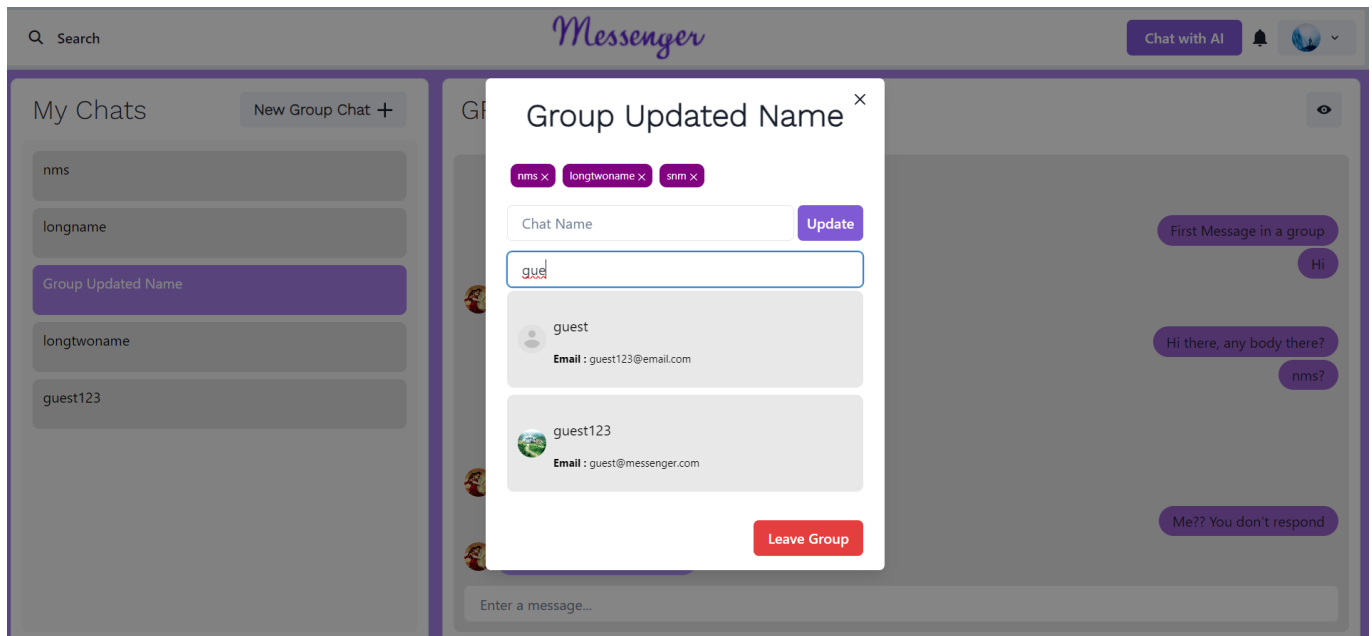 Search
Messenger
Chat with AI
My Chats
New Group Chat +
nms
longname
Group Updated Name
longtwoname
guest123
Group Updated Name
nms ×
longtwoname ×
snm ×
Chat Name
Update
gue
guest
Email : guest123@email.com
guest123
Email : guest@messenger.com
Leave Group
First Message in a group
Hi
Hi there, any body there?
nms?
Me?? You don't respond
Enter a message...